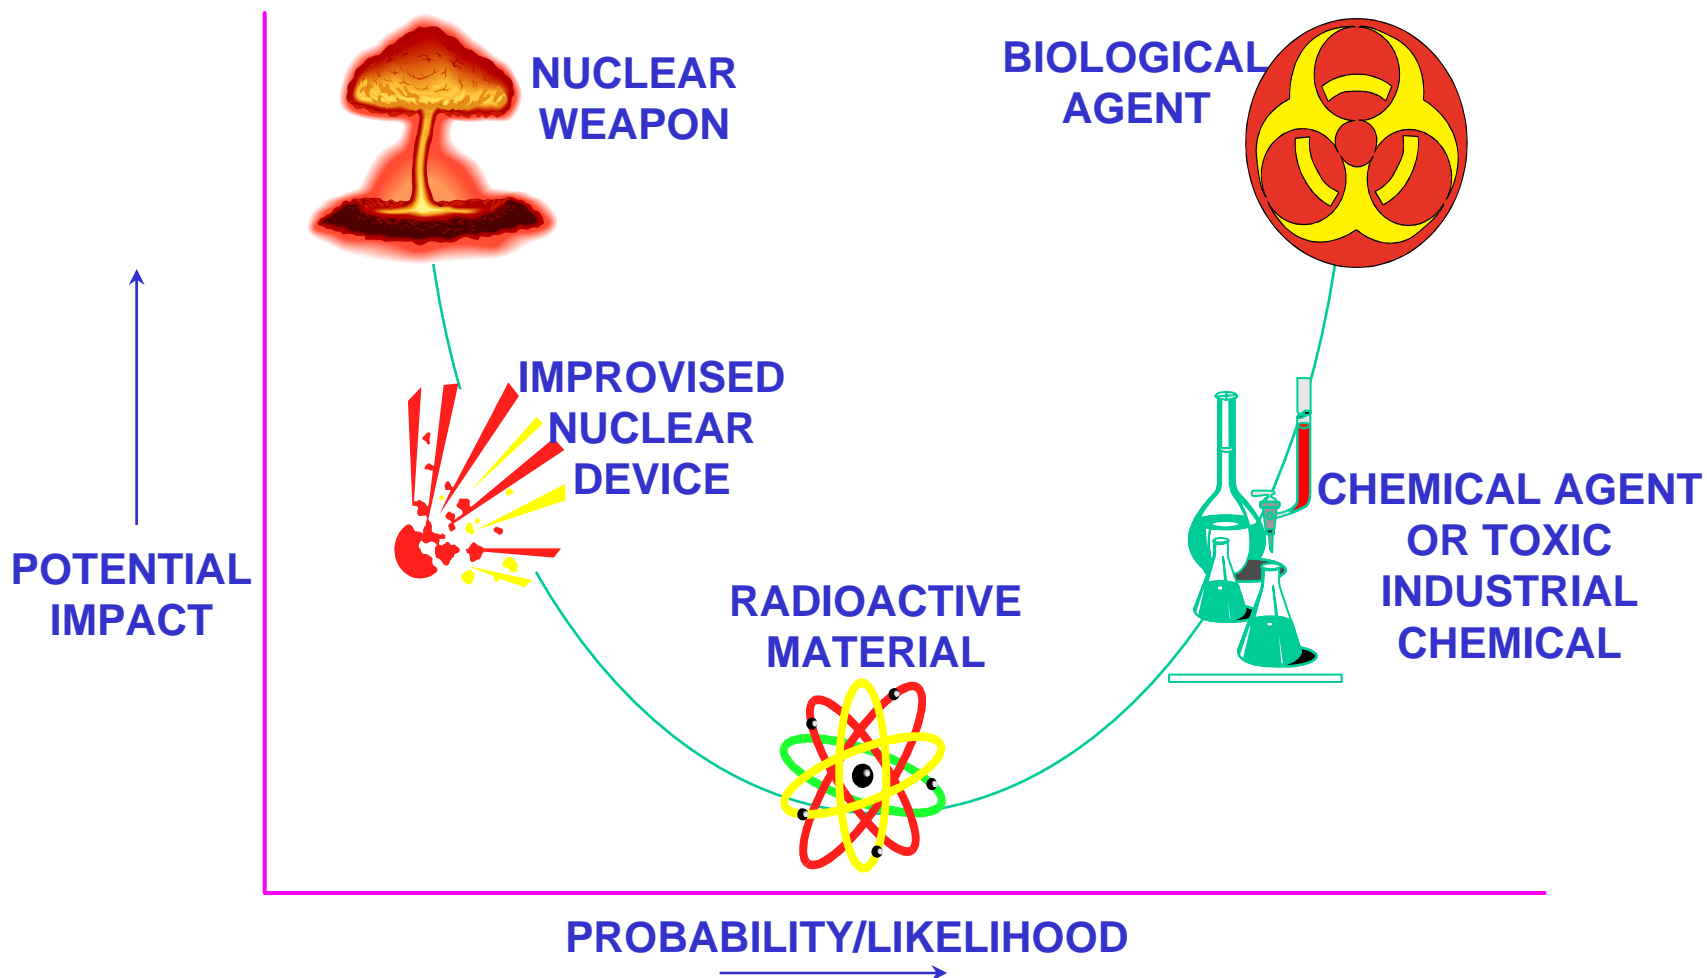 NUCLEAR
WEAPON
BIOLOGICAL
AGENT
IMPROVISED
NUCLEAR
DEVICE
CHEMICAL AGENT
OR TOXIC
INDUSTRIAL
CHEMICAL
POTENTIAL
IMPACT
RADIOACTIVE
MATERIAL
PROBABILITY/LIKELIHOOD